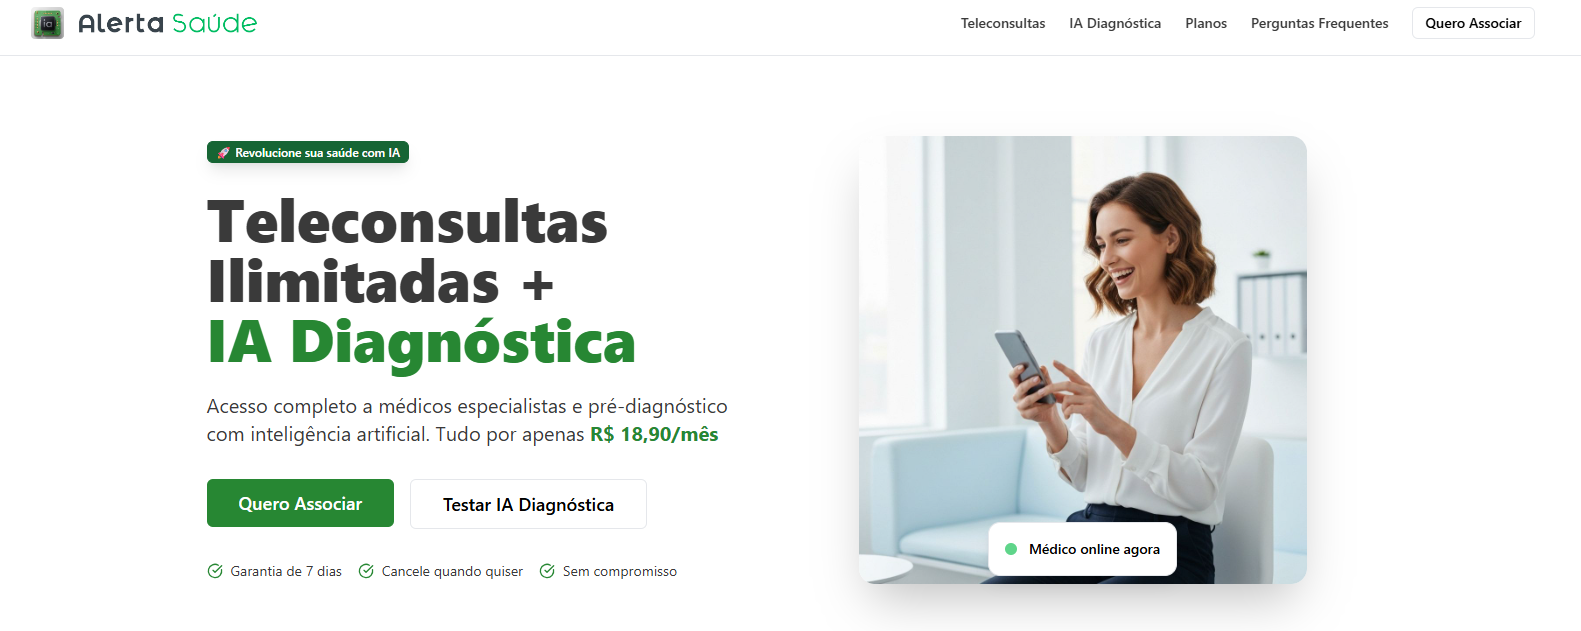 ia
Alerta Saúde
Teleconsultas
IA Diagnóstica
Planos
Perguntas Frequentes
Quero Associar
🚀 Revolucione sua saúde com IA
Teleconsultas
Ilimitadas +
IA Diagnóstica
Acesso completo a médicos especialistas e pré-diagnóstico
com inteligência artificial. Tudo por apenas R$ 18,90/mês
Quero Associar
Testar IA Diagnóstica
Garantia de 7 dias
Cancele quando quiser
Sem compromisso
Médico online agora